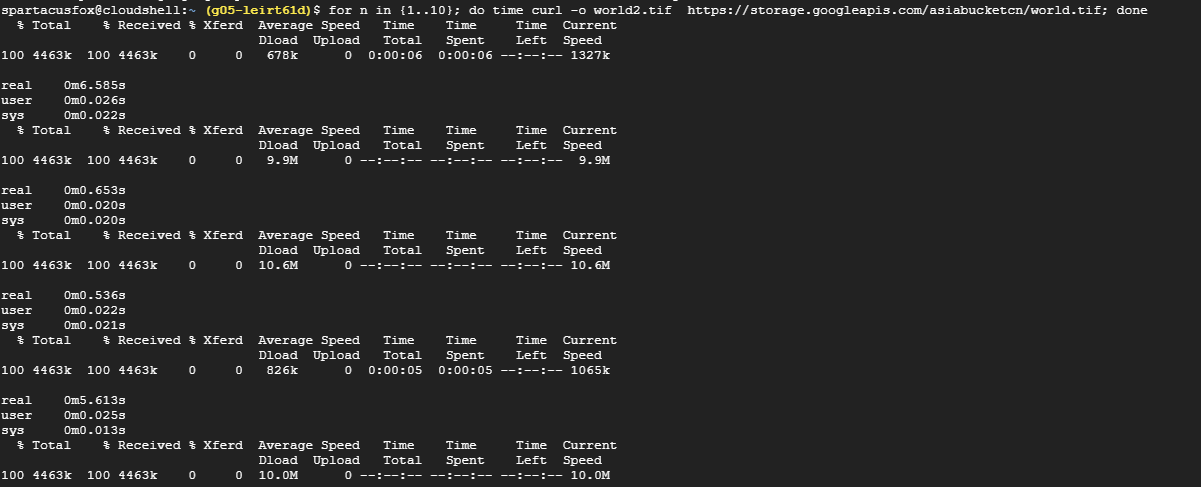 spartacusfox@cloudshell:~ (g05-leirt61d)$ for n in {1..10}; do time curl -o world2.tif  https://storage.googleapis.com/asiabucketcn/world.tif; done
  % Total    % Received % Xferd  Average Speed   Time    Time     Time  Current
                                 Dload  Upload   Total   Spent    Left  Speed
100 4463k  100 4463k    0     0   678k      0  0:00:06  0:00:06 --:--:-- 1327k

real    0m6.585s
user    0m0.026s
sys     0m0.022s
  % Total    % Received % Xferd  Average Speed   Time    Time     Time  Current
                                 Dload  Upload   Total   Spent    Left  Speed
100 4463k  100 4463k    0     0   9.9M      0 --:--:-- --:--:-- --:--:--  9.9M

real    0m0.653s
user    0m0.020s
sys     0m0.020s
  % Total    % Received % Xferd  Average Speed   Time    Time     Time  Current
                                 Dload  Upload   Total   Spent    Left  Speed
100 4463k  100 4463k    0     0  10.6M      0 --:--:-- --:--:-- --:--:-- 10.6M

real    0m0.536s
user    0m0.022s
sys     0m0.021s
  % Total    % Received % Xferd  Average Speed   Time    Time     Time  Current
                                 Dload  Upload   Total   Spent    Left  Speed
100 4463k  100 4463k    0     0   826k      0  0:00:05  0:00:05 --:--:-- 1065k

real    0m5.613s
user    0m0.025s
sys     0m0.013s
  % Total    % Received % Xferd  Average Speed   Time    Time     Time  Current
                                 Dload  Upload   Total   Spent    Left  Speed
100 4463k  100 4463k    0     0  10.0M      0 --:--:-- --:--:-- --:--:-- 10.0M